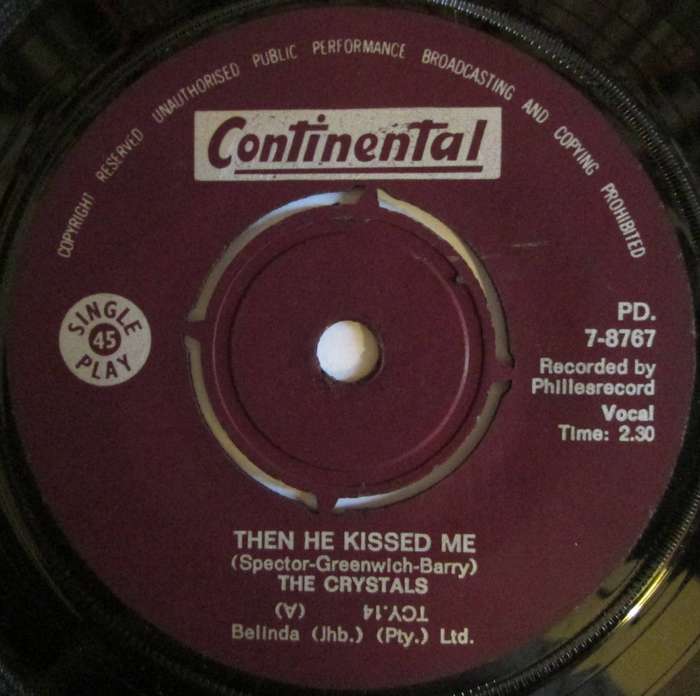 COPYRIGHT RESERVED UNAUTHORISED PUBLIC PERFORMANCE BROADCASTING AND COPYING PROHIBITED
Continental
SINGLE
45
PLAY
PD.
7-8767
Recorded by
Phillesrecord
Vocal
Time: 2.30
THEN HE KISSED ME
(Spector-Greenwich-Barry)
THE CRYSTALS
TCY.14 (A)
Belinda (Jhb.) (Pty.) Ltd.